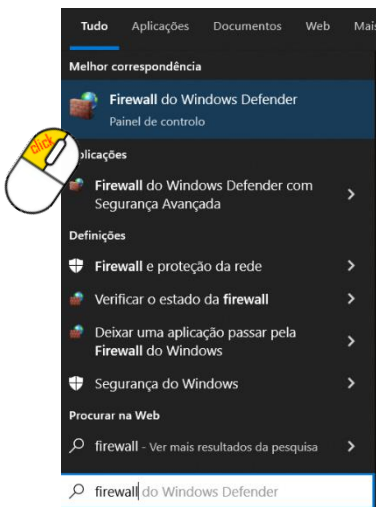 Tudo Aplicações Documentos Web Mais
Melhor correspondência
Firewall do Windows Defender
Painel de controlo
click
plicações
Firewall do Windows Defender com
Segurança Avançada
Definições
Firewall e proteção da rede
Verificar o estado da firewall
Deixar uma aplicação passar pela
Firewall do Windows
Segurança do Windows
Procurar na Web
firewall - Ver mais resultados da pesquisa
firewall do Windows Defender